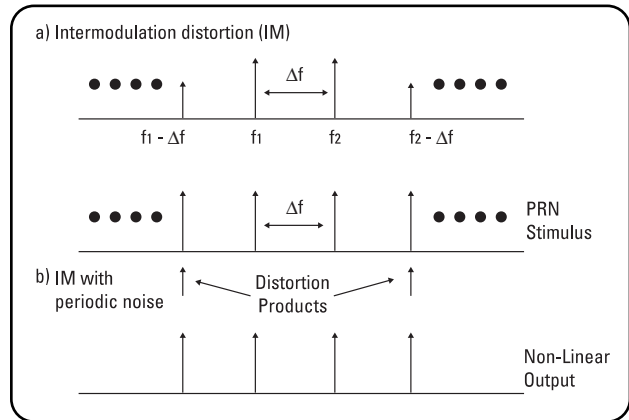 a) Intermodulation distortion (IM)
Δf
f1 - Δf f1 f2 f2 - Δf
Δf
PRN
Stimulus
b) IM with
periodic noise
Distortion
Products
Non-Linear
Output